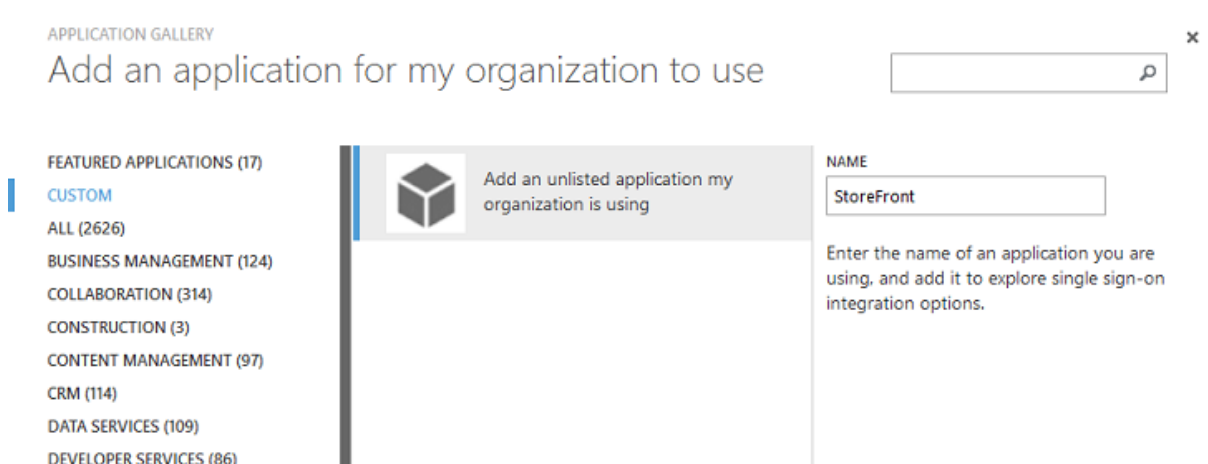 APPLICATION GALLERY
Add an application for my organization to use
FEATURED APPLICATIONS (17)
CUSTOM
ALL (2626)
BUSINESS MANAGEMENT (124)
COLLABORATION (314)
CONSTRUCTION (3)
CONTENT MANAGEMENT (97)
CRM (114)
DATA SERVICES (109)
DEVELOPER SERVICES (86)
Add an unlisted application my
organization is using
NAME
StoreFront
Enter the name of an application you are
using, and add it to explore single sign-on
integration options.